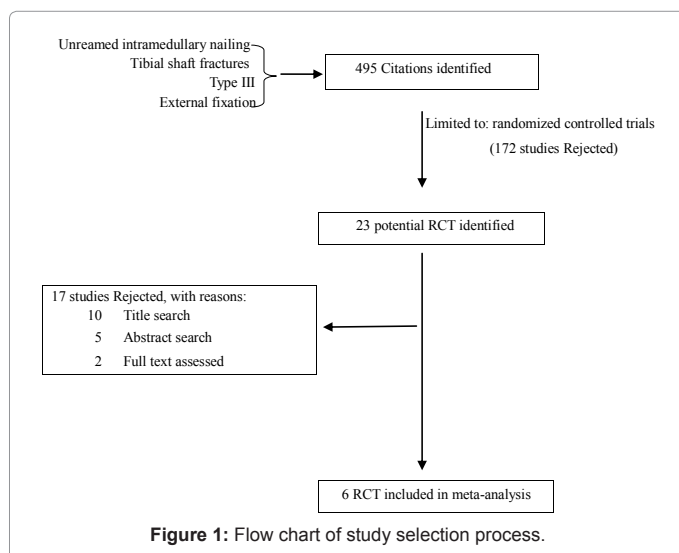 Unreamed intramedullary nailing
Tibial shaft fractures
Type III
External fixation
495 Citations identified
Limited to: randomized controlled trials
(172 studies Rejected)
23 potential RCT identified
17 studies Rejected, with reasons:
10 Title search
5 Abstract search
2 Full text assessed
6 RCT included in meta-analysis
Figure 1: Flow chart of study selection process.